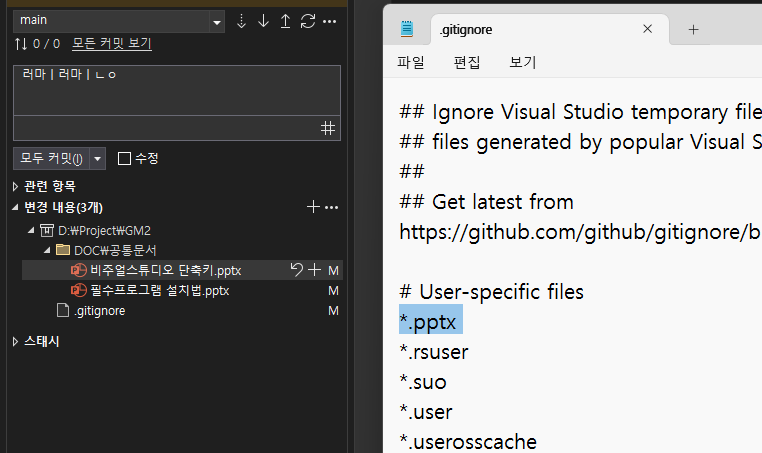 main
0 / 0 모든 커밋 보기
러마ㅣ러마ㅣㄴㅇ
모두 커밋(I) 수정
관련 항목
변경 내용(3개)
D:\Project\GM2
DOC\공통문서
비주얼스튜디오 단축키.pptx M
필수프로그램 설치법.pptx M
.gitignore M
스태시
.gitignore
파일 편집 보기
## Ignore Visual Studio temporary file
## files generated by popular Visual S
##
## Get latest from
https://github.com/github/gitignore/b
# User-specific files
*.pptx
*.rsuser
*.suo
*.user
*.userosscache